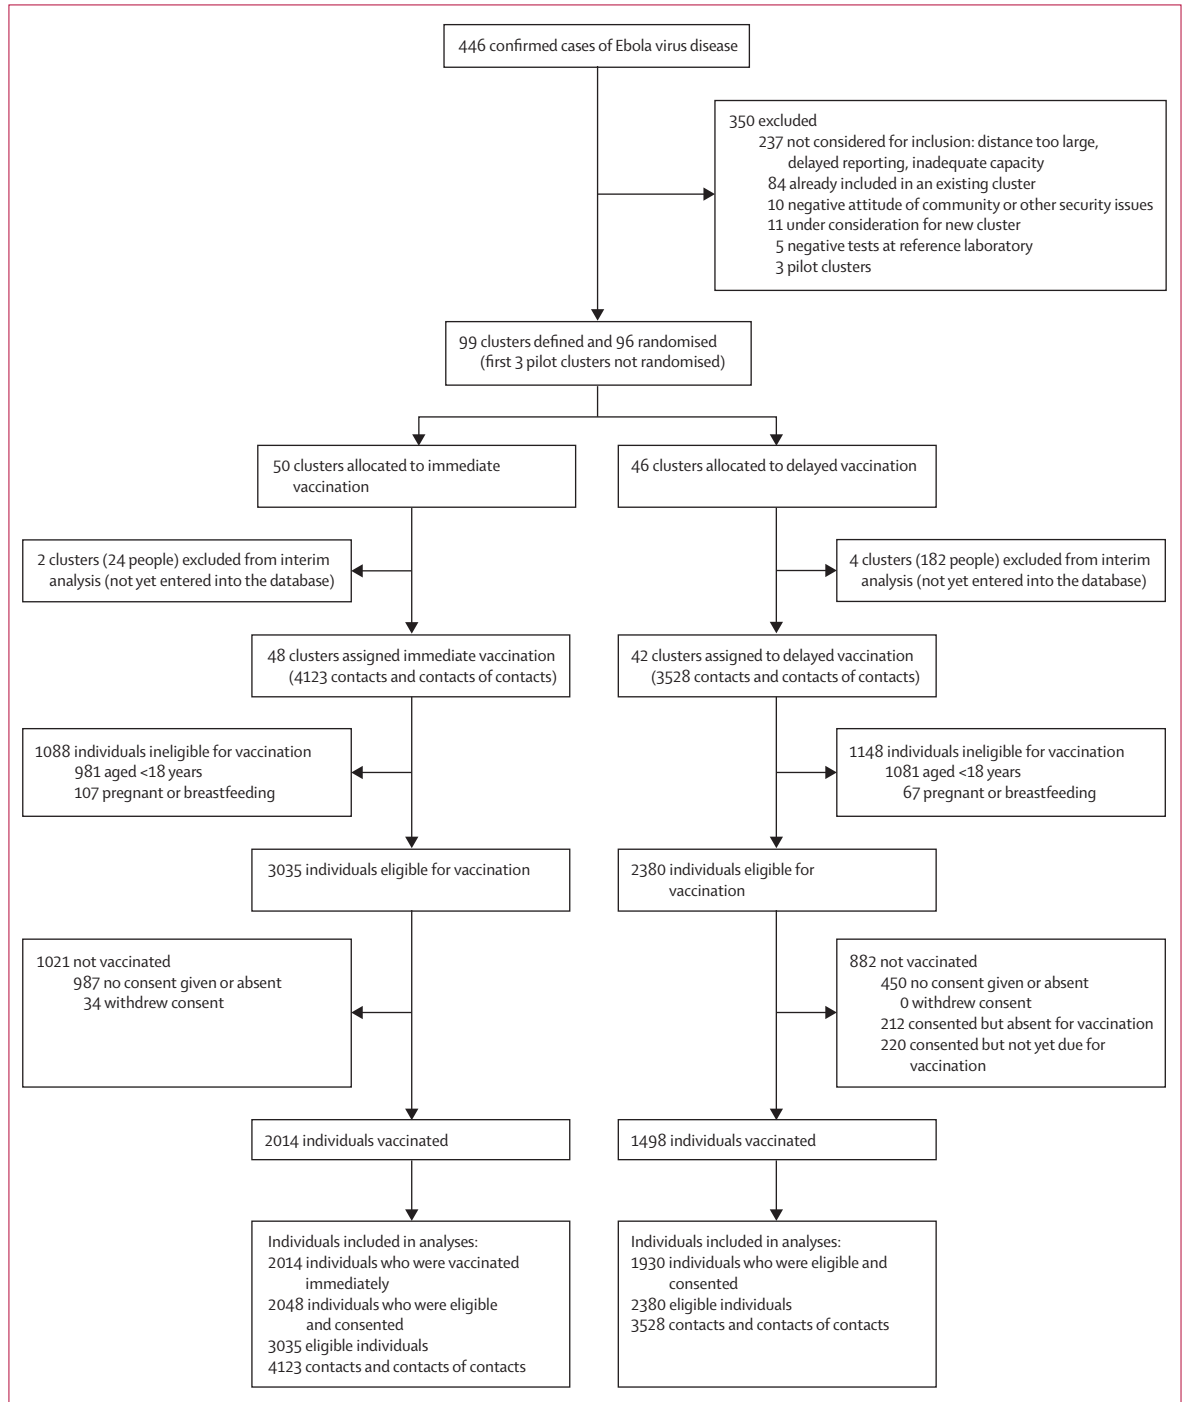 446 confirmed cases of Ebola virus disease
350 excluded
237 not considered for inclusion: distance too large,
delayed reporting, inadequate capacity
84 already included in an existing cluster
10 negative attitude of community or other security issues
11 under consideration for new cluster
5 negative tests at reference laboratory
3 pilot clusters
99 clusters defined and 96 randomised
(first 3 pilot clusters not randomised)
50 clusters allocated to immediate
vaccination
46 clusters allocated to delayed vaccination
2 clusters (24 people) excluded from interim
analysis (not yet entered into the database)
4 clusters (182 people) excluded from interim
analysis (not yet entered into the database)
48 clusters assigned immediate vaccination
(4123 contacts and contacts of contacts)
42 clusters assigned to delayed vaccination
(3528 contacts and contacts of contacts)
1088 individuals ineligible for vaccination
981 aged <18 years
107 pregnant or breastfeeding
1148 individuals ineligible for vaccination
1081 aged <18 years
67 pregnant or breastfeeding
3035 individuals eligible for vaccination
2380 individuals eligible for
vaccination
1021 not vaccinated
987 no consent given or absent
34 withdrew consent
882 not vaccinated
450 no consent given or absent
0 withdrew consent
212 consented but absent for vaccination
220 consented but not yet due for
vaccination
2014 individuals vaccinated
1498 individuals vaccinated
Individuals included in analyses:
2014 individuals who were vaccinated
immediately
2048 individuals who were eligible
and consented
3035 eligible individuals
4123 contacts and contacts of contacts
Individuals included in analyses:
1930 individuals who were eligible and
consented
2380 eligible individuals
3528 contacts and contacts of contacts